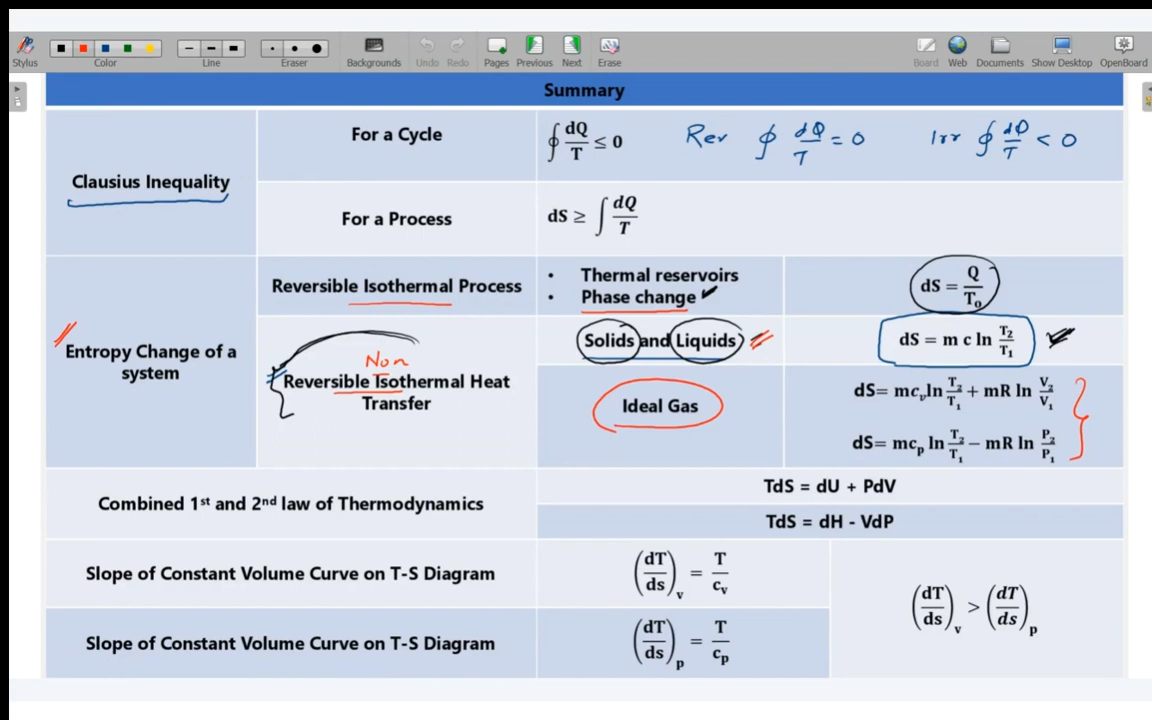 Stylus Color Line Eraser Backgrounds Undo Redo Pages Previous Next Erase Board Web Documents Show Desktop OpenBoard
Summary
Clausius Inequality
For a Cycle
∮ dQ/T ≤ 0
Rev ∮ dQ/T = 0
Irr ∮ dQ/T < 0
For a Process
dS ≥ ∫ dQ/T
Entropy Change of a
system
Reversible Isothermal Process
• Thermal reservoirs
• Phase change ✔
dS = Q/T₀
Non
Reversible Isothermal Heat
Transfer
Solids and Liquids
dS = m c ln T₂/T₁
Ideal Gas
dS= mcᵥln T₂/T₁ + mR ln V₂/V₁
dS= mcₚ ln T₂/T₁ − mR ln P₂/P₁
Combined 1st and 2nd law of Thermodynamics
TdS = dU + PdV
TdS = dH - VdP
Slope of Constant Volume Curve on T-S Diagram
(dT/ds)v = T/cv
Slope of Constant Volume Curve on T-S Diagram
(dT/ds)p = T/cp
(dT/ds)v > (dT/ds)p